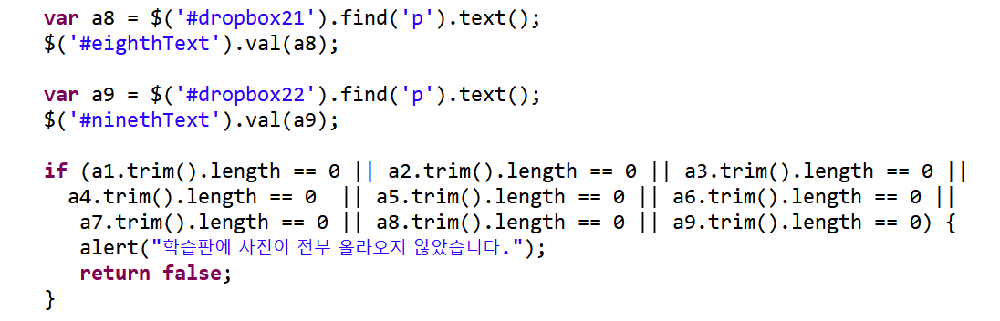 var a8 = $('#dropbox21').find('p').text();
$('#eighthText').val(a8);
var a9 = $('#dropbox22').find('p').text();
$('#ninethText').val(a9);
if (a1.trim().length == 0 || a2.trim().length == 0 || a3.trim().length == 0 ||
a4.trim().length == 0  || a5.trim().length == 0 || a6.trim().length == 0 ||
a7.trim().length == 0 || a8.trim().length == 0 || a9.trim().length == 0) {
alert("학습판에 사진이 전부 올라오지 않았습니다.");
return false;
}